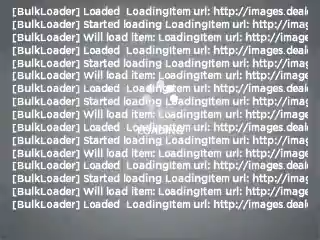 [BulkLoader] Loaded LoadingItem url: http://images.deal
[BulkLoader] Started loading LoadingItem url: http://imag
[BulkLoader] Will load item: LoadingItem url: http://image
[BulkLoader] Loaded LoadingItem url: http://images.deal
[BulkLoader] Started loading LoadingItem url: http://imag
[BulkLoader] Will load item: LoadingItem url: http://image
[BulkLoader] Loaded LoadingItem url: http://images.deal
[BulkLoader] Started loading LoadingItem url: http://imag
[BulkLoader] Will load item: LoadingItem url: http://image
[BulkLoader] Loaded LoadingItem url: http://images.deal
LOADING
[BulkLoader] Started loading LoadingItem url: http://imag
[BulkLoader] Will load item: LoadingItem url: http://image
[BulkLoader] Loaded LoadingItem url: http://images.deal
[BulkLoader] Started loading LoadingItem url: http://imag
[BulkLoader] Will load item: LoadingItem url: http://image
[BulkLoader] Loaded LoadingItem url: http://images.deal